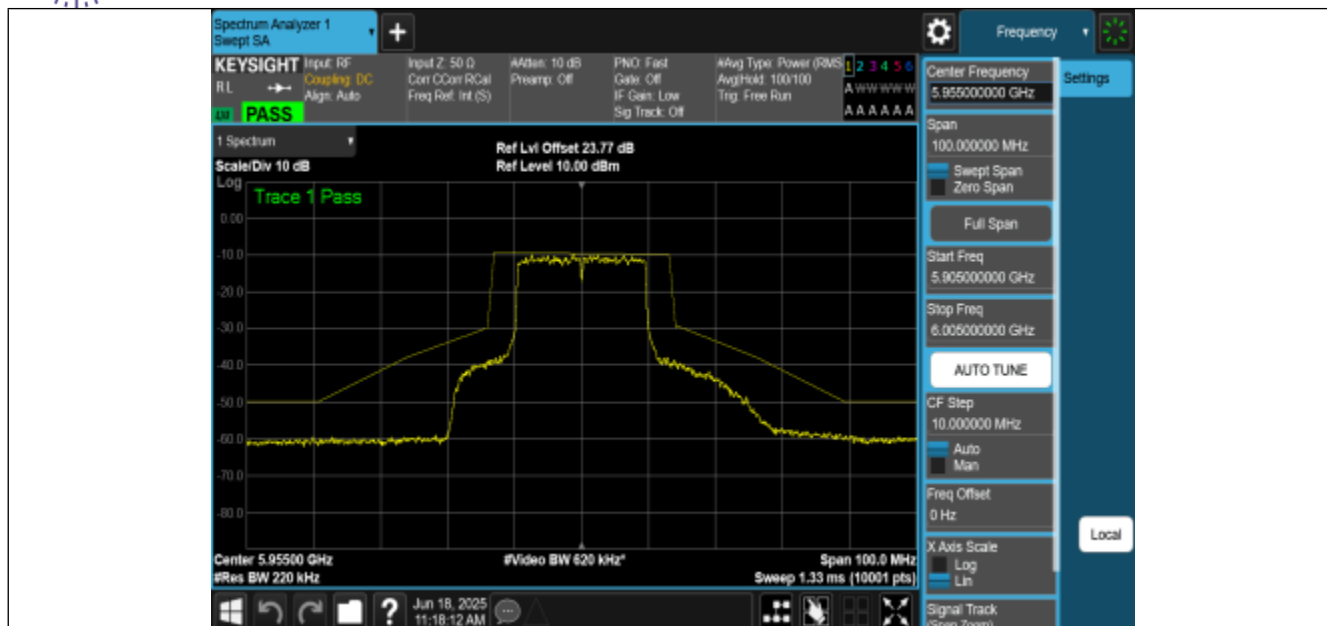 Spectrum Analyzer 1
Swept SA
+
Frequency
KEYSIGHT
RL
LXI
PASS
Input: RF
Coupling: DC
Align: Auto
Input Z: 50 Ω
Corr CCorr RCal
Freq Ref: Int (S)
#Atten: 10 dB
Preamp: Off
PNO: Fast
Gate: Off
IF Gain: Low
Sig Track: Off
#Avg Type: Power (RMS
Avg|Hold: 100/100
Trig: Free Run
1 2 3 4 5 6
A W W W W W
A A A A A A
1 Spectrum
Scale/Div 10 dB
Ref Lvl Offset 23.77 dB
Ref Level 10.00 dBm
Log
Trace 1 Pass
0.00
-10.0
-20.0
-30.0
-40.0
-50.0
-60.0
-70.0
-80.0
Center 5.95500 GHz
#Res BW 220 kHz
#Video BW 620 kHz*
Span 100.0 MHz
Sweep 1.33 ms (10001 pts)
Center Frequency
5.955000000 GHz
Settings
Span
100.000000 MHz
Swept Span
Zero Span
Full Span
Start Freq
5.905000000 GHz
Stop Freq
6.005000000 GHz
AUTO TUNE
CF Step
10.000000 MHz
Auto
Man
Freq Offset
0 Hz
X Axis Scale
Log
Lin
Local
Signal Track
(Span Zoom)
?
Jun 18, 2025
11:18:12 AM